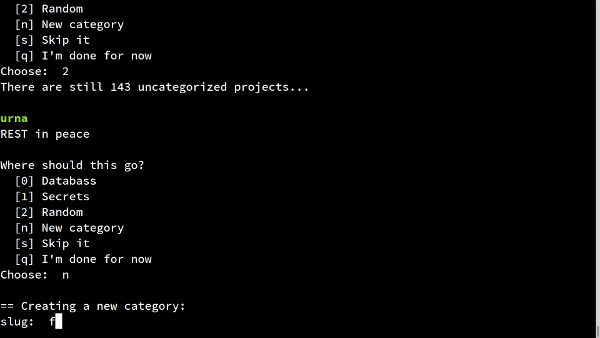 [2] Random
[n] New category
[s] Skip it
[q] I'm done for now
Choose:  2
There are still 143 uncategorized projects...
urna
REST in peace
Where should this go?
[0] Databass
[1] Secrets
[2] Random
[n] New category
[s] Skip it
[q] I'm done for now
Choose:  n
== Creating a new category:
slug:  f